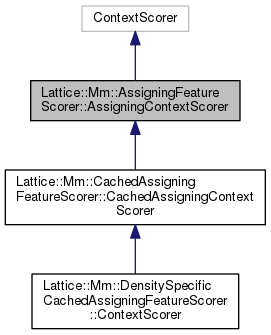 ContextScorer
Lattice::Mm::AssigningFeature
Scorer::AssigningContextScorer
Lattice::Mm::CachedAssigning
FeatureScorer::CachedAssigningContext
Scorer
Lattice::Mm::DensitySpecific
CachedAssigningFeatureScorer
::ContextScorer